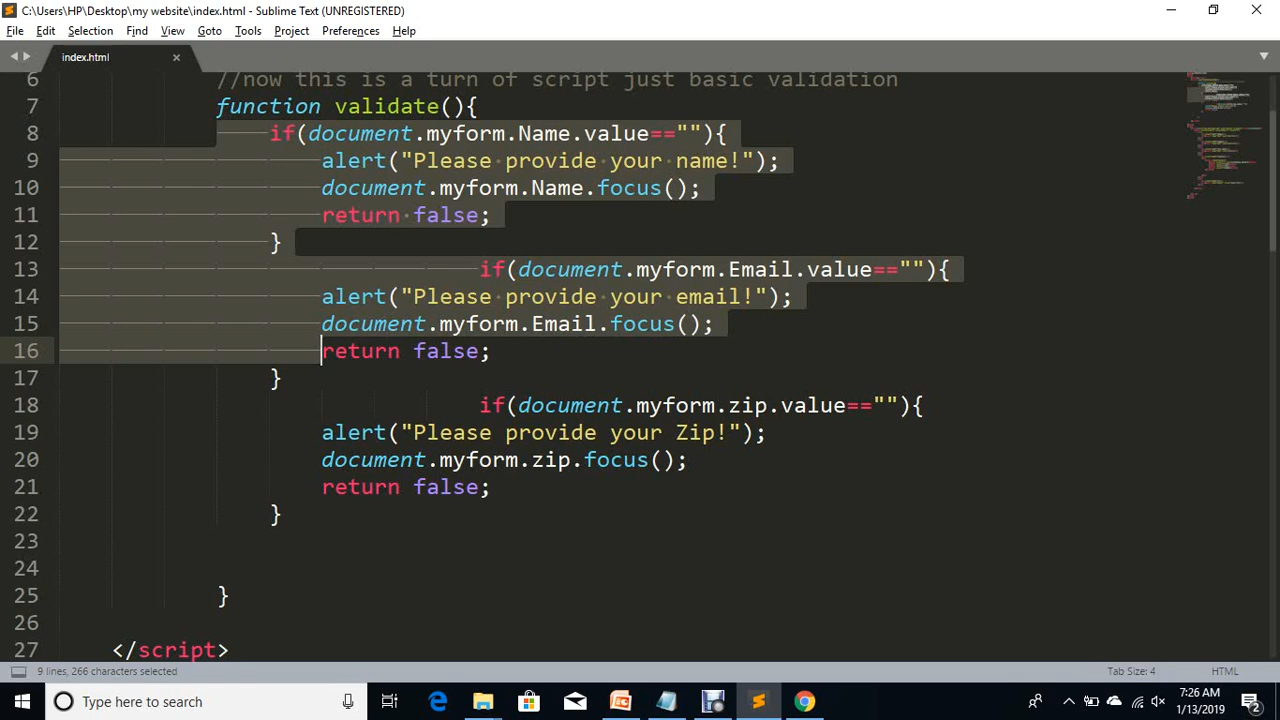 C:\Users\HP\Desktop\my website\index.html - Sublime Text (UNREGISTERED)
File Edit Selection Find View Goto Tools Project Preferences Help
index.html
6 //now this is a turn of script just basic validation
7 function validate(){
8 if(document.myform.Name.value==""){
9 alert("Please provide your name!");
10 document.myform.Name.focus();
11 return false;
12 }
13 if(document.myform.Email.value==""){
14 alert("Please provide your email!");
15 document.myform.Email.focus();
16 return false;
17 }
18 if(document.myform.zip.value==""){
19 alert("Please provide your Zip!");
20 document.myform.zip.focus();
21 return false;
22 }
23
24
25 }
26
27 </script>
9 lines, 266 characters selected Tab Size: 4 HTML
Type here to search 7:26 AM
1/13/2019 2